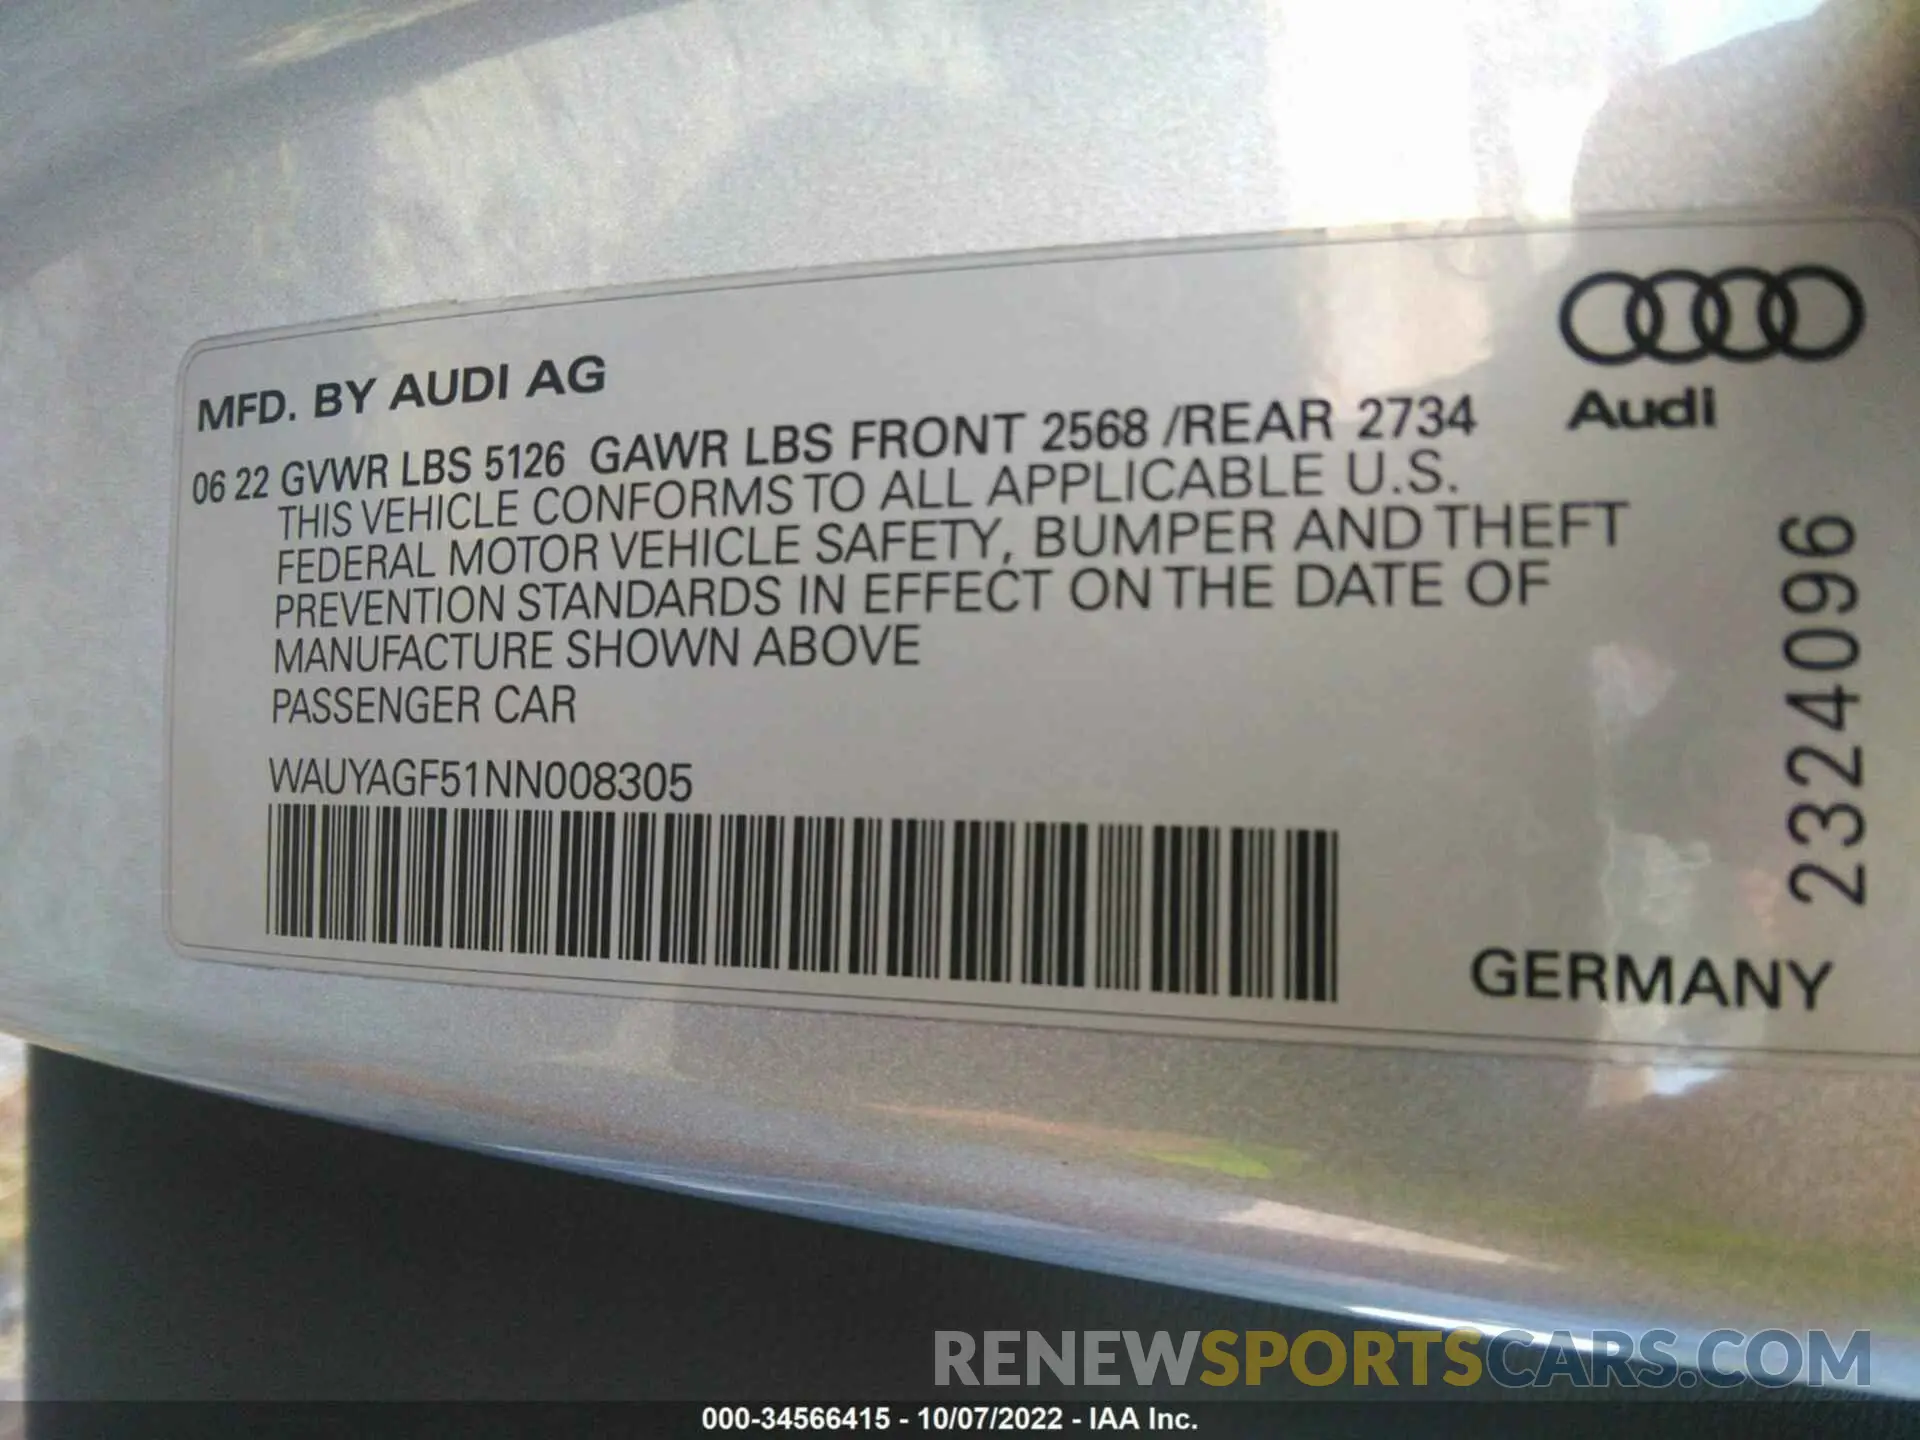 MFD. BY AUDI AG
Audi
06 22 GVWR LBS 5126 GAWR LBS FRONT 2568 /REAR 2734
THIS VEHICLE CONFORMS TO ALL APPLICABLE U.S.
FEDERAL MOTOR VEHICLE SAFETY, BUMPER AND THEFT
PREVENTION STANDARDS IN EFFECT ON THE DATE OF
MANUFACTURE SHOWN ABOVE
PASSENGER CAR
WAUYAGF51NN008305
2324096
GERMANY
RENEWSPORTSCARS.COM
000-34566415 - 10/07/2022 - IAA Inc.